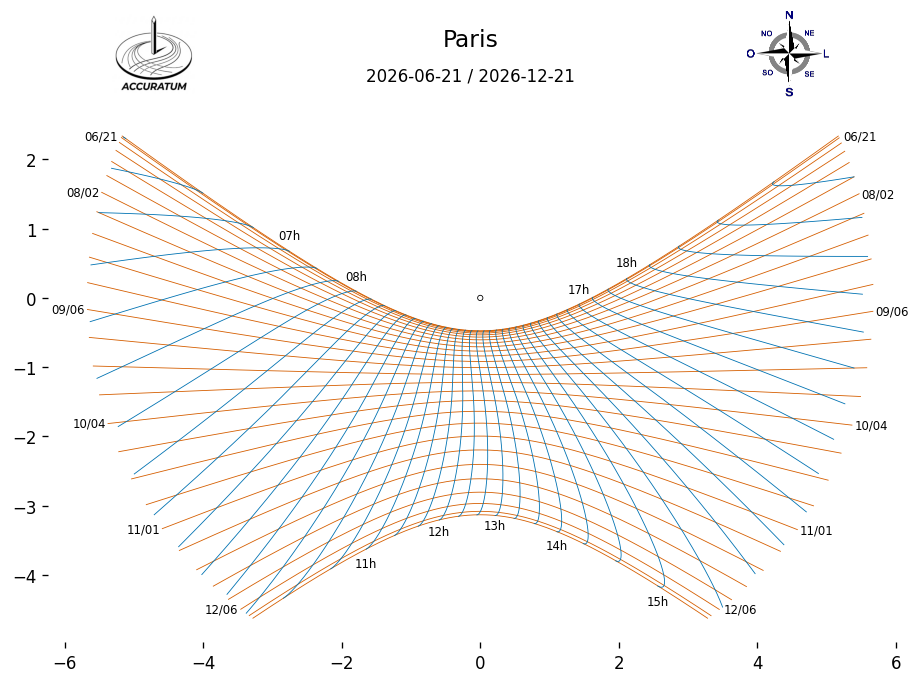 Paris
2026-06-21 / 2026-12-21
ACCURATUM
N
NO NE
O L
SO SE
S
06/21 06/21
2
08/02 08/02
1
07h
18h
08h
17h
0
09/06 09/06
−1
10/04 10/04
−2
−3
11/01 11/01
12h 13h
14h
11h
−4
15h
12/06 12/06
−6 −4 −2 0 2 4 6